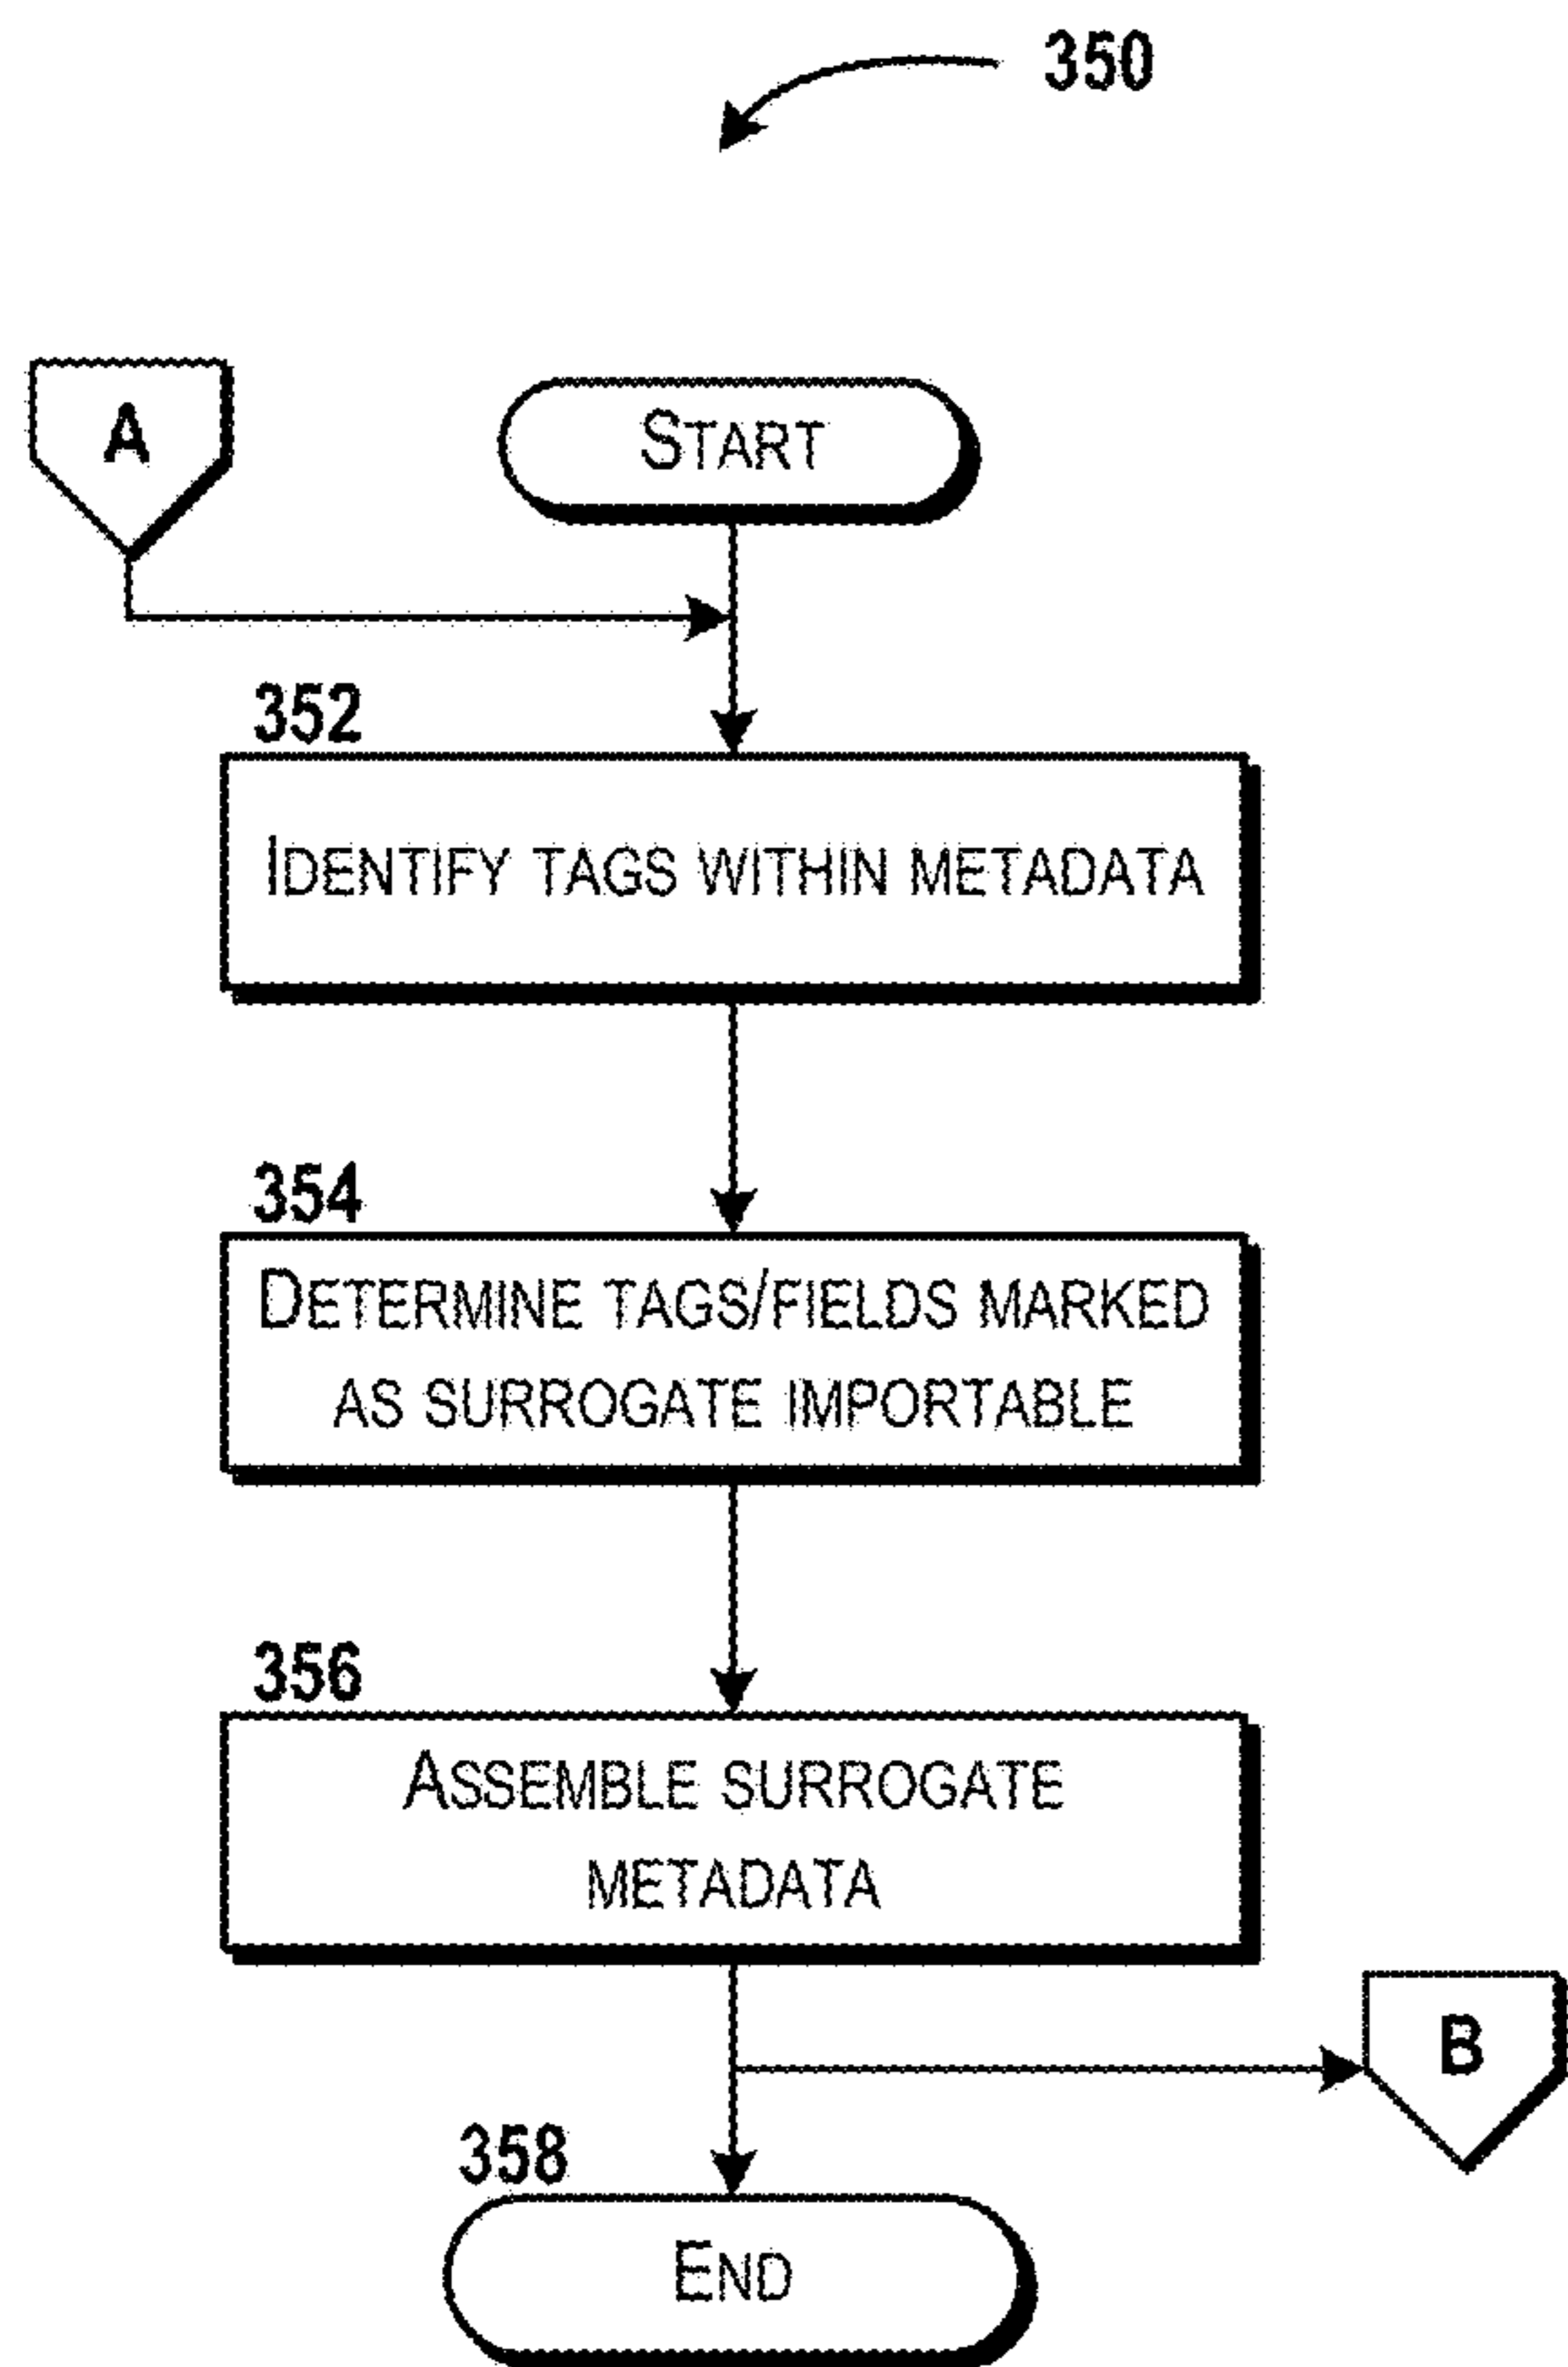 350
A
START
352
IDENTIFY TAGS WITHIN METADATA
354
DETERMINE TAGS/FIELDS MARKED
AS SURROGATE IMPORTABLE
356
ASSEMBLE SURROGATE
METADATA
B
358
END